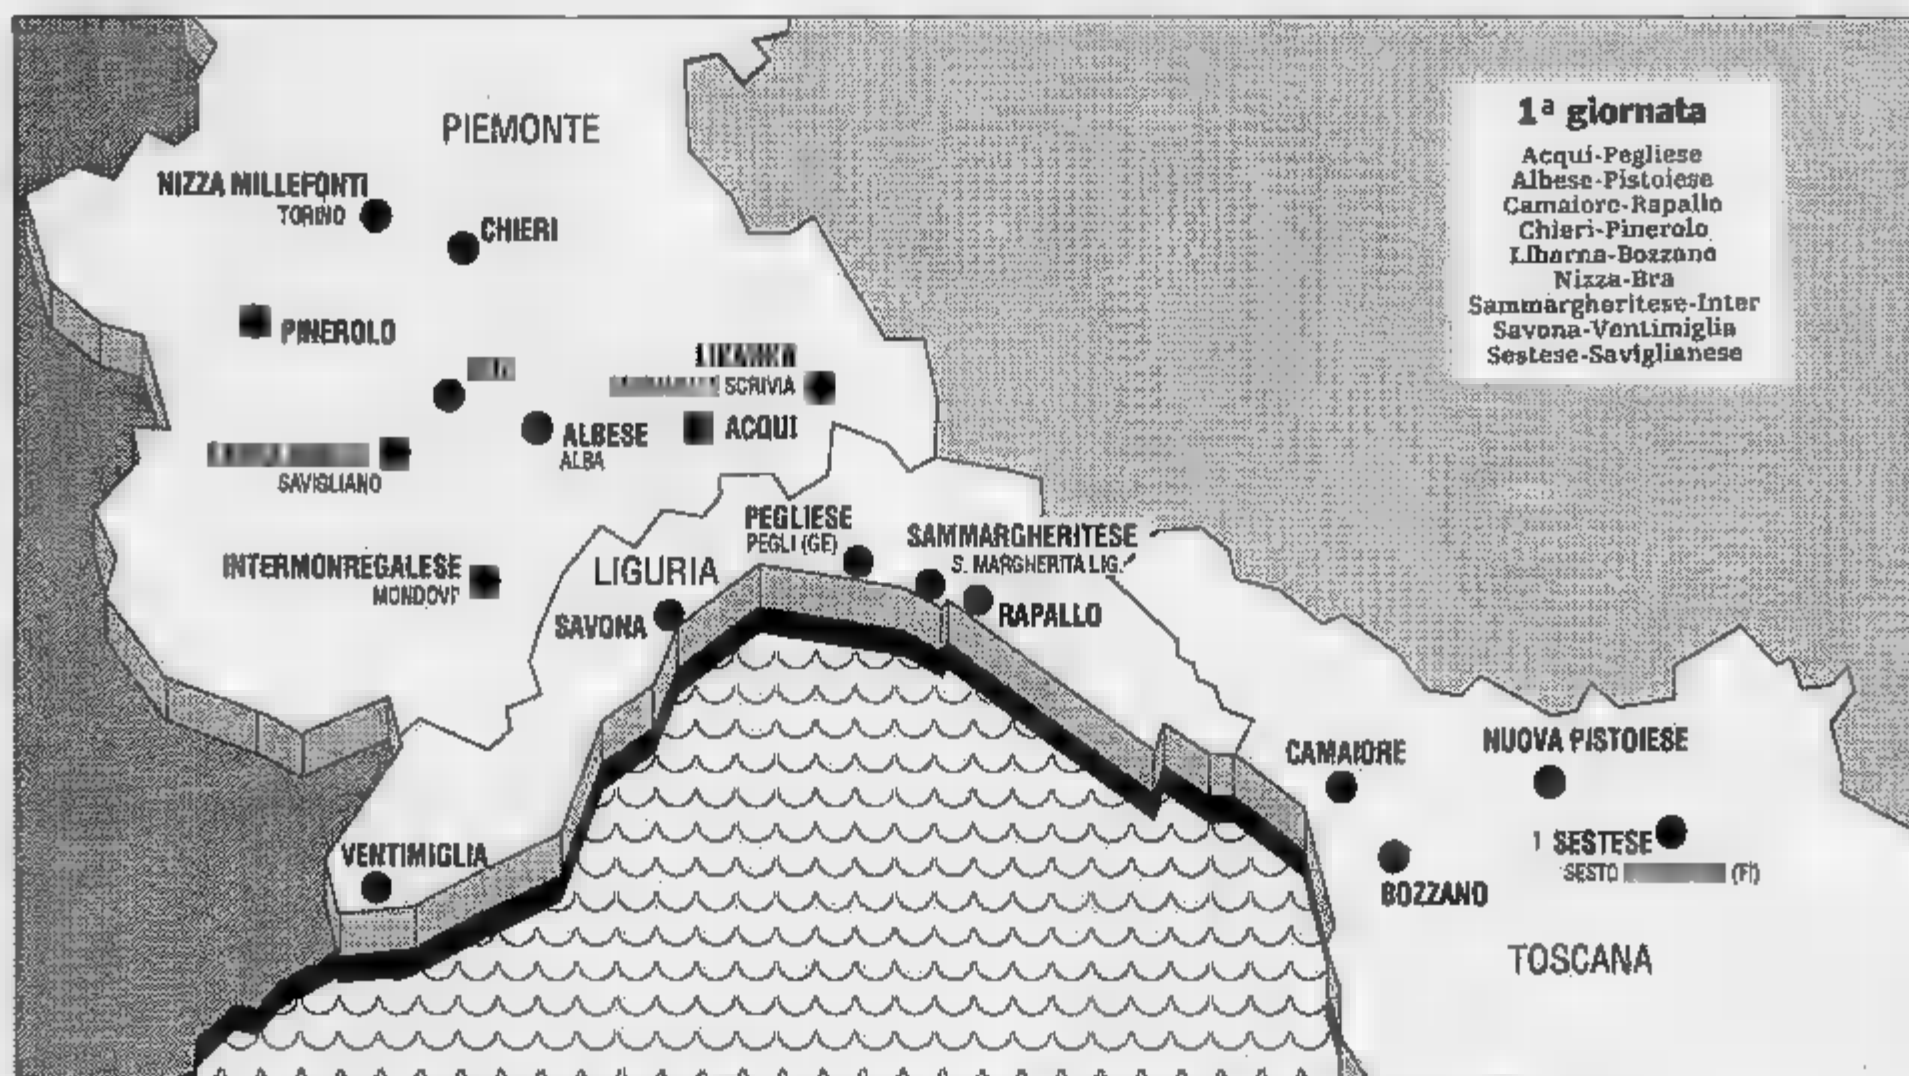 PIEMONTE
NIZZA MILLEFONTI
TORINO
CHIERI
PINEROLO
SCRIVIA
ACQUI
ALBESE
ALBA
SAVIGLIANO
INTERMONREGALESE
MONDOVI'
LIGURIA
PEGLIESE
PEGLI (GE)
SAMMARGHERITESE
S. MARGHERITA LIG.
RAPALLO
SAVONA
VENTIMIGLIA
CAMAIORE
NUOVA PISTOIESE
SESTESE
SESTO (FI)
BOZZANO
TOSCANA
1ª giornata
Acqui-Pegliese
Albese-Pistoiese
Camaiore-Rapallo
Chieri-Pinerolo
Libarna-Bozzano
Nizza-Bra
Sammargheritese-Inter
Savona-Ventimiglia
Sestese-Saviglianese